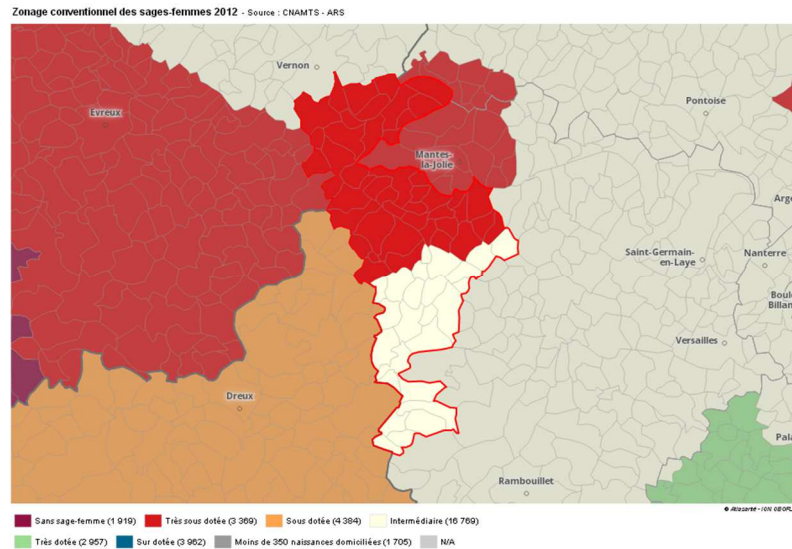 Zonage conventionnel des sages-femmes 2012 - Source : CNAMTS - ARS
Vernon
Pontoise
Evreux
Mantes-
la-Jolie
Arge
Saint-Germain-
en-Laye
Nanterre
Boulo
Billan
Versailles
Dreux
Pala
Rambouillet
© Atlasanté - IGN GEOFL
Sans sage-femme (1 919) Très sous dotée (3 369) Sous dotée (4 384) Intermédiaire (16 769)
Très dotée (2 957) Sur dotée (3 962) Moins de 350 naissances domiciliées (1 705) N/A